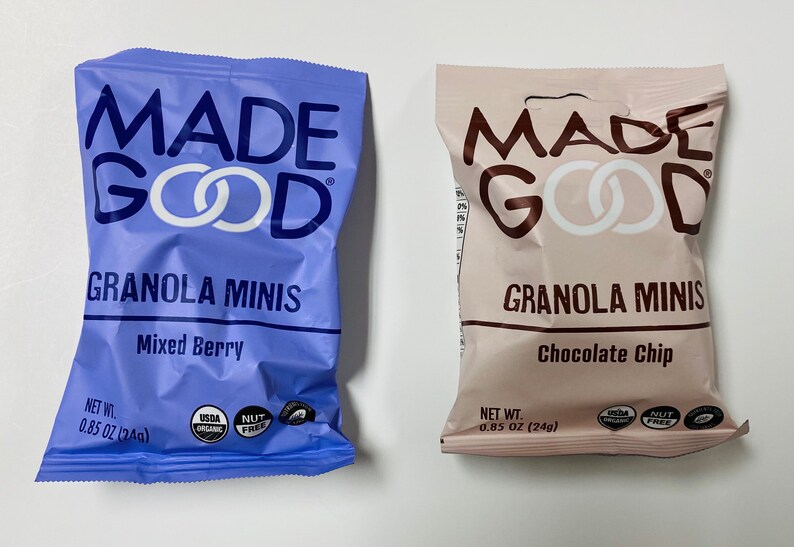 MADE
GOOD®
GRANOLA MINIS
Mixed Berry
NET WT.
0.85 OZ (24g)
USDA
ORGANIC
NUT
FREE
MADE
GOOD®
GRANOLA MINIS
Chocolate Chip
NET WT.
0.85 OZ (24g)
USDA
ORGANIC
NUT
FREE